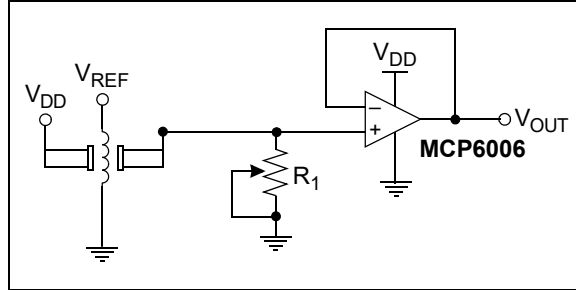 V_DD
V_REF
V_DD
−
+
MCP6006
V_OUT
R_1